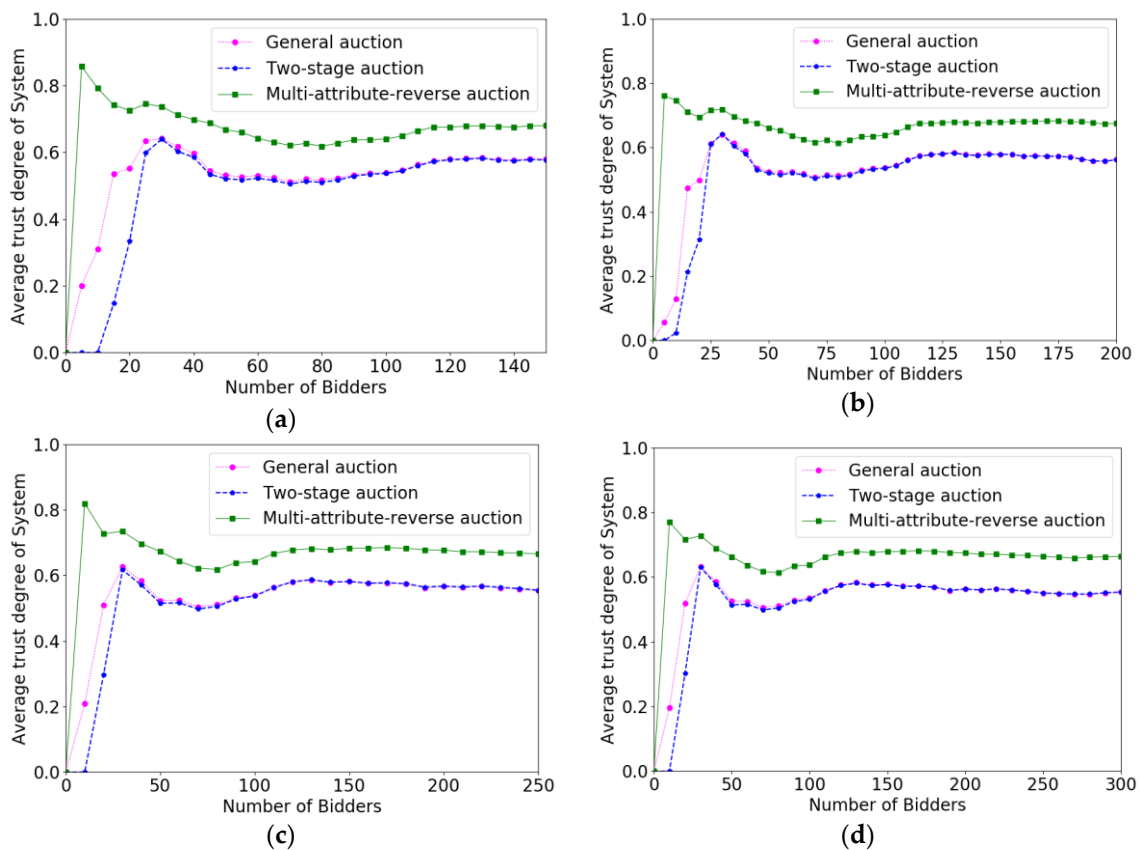 1.0
0.8
0.6
0.4
0.2
0.0
Average trust degree of System
General auction
Two-stage auction
Multi-attribute-reverse auction
0 20 40 60 80 100 120 140
Number of Bidders
(a)
1.0
0.8
0.6
0.4
0.2
0.0
Average trust degree of System
General auction
Two-stage auction
Multi-attribute-reverse auction
0 25 50 75 100 125 150 175 200
Number of Bidders
(b)
1.0
0.8
0.6
0.4
0.2
0.0
Average trust degree of System
General auction
Two-stage auction
Multi-attribute-reverse auction
0 50 100 150 200 250
Number of Bidders
(c)
1.0
0.8
0.6
0.4
0.2
0.0
Average trust degree of System
General auction
Two-stage auction
Multi-attribute-reverse auction
0 50 100 150 200 250 300
Number of Bidders
(d)